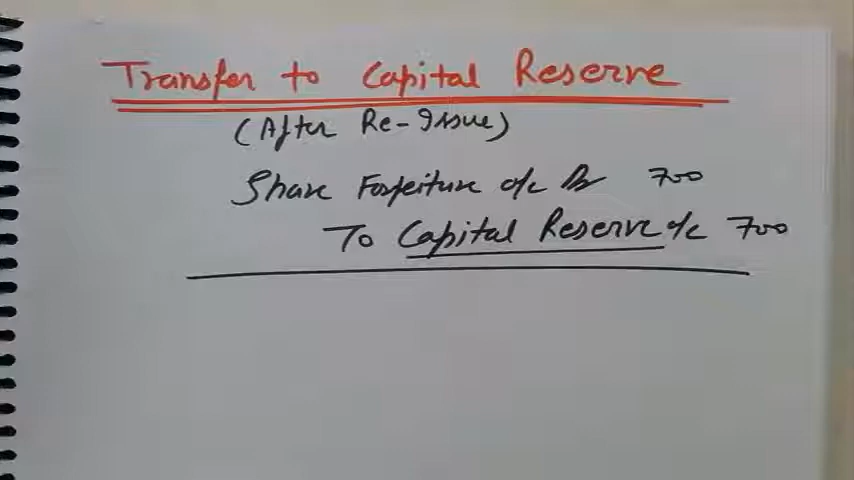 Transfer to Capital Reserve
(After Re-Issue)
Share Forfeiture a/c Dr 700
To Capital Reserve a/c 700